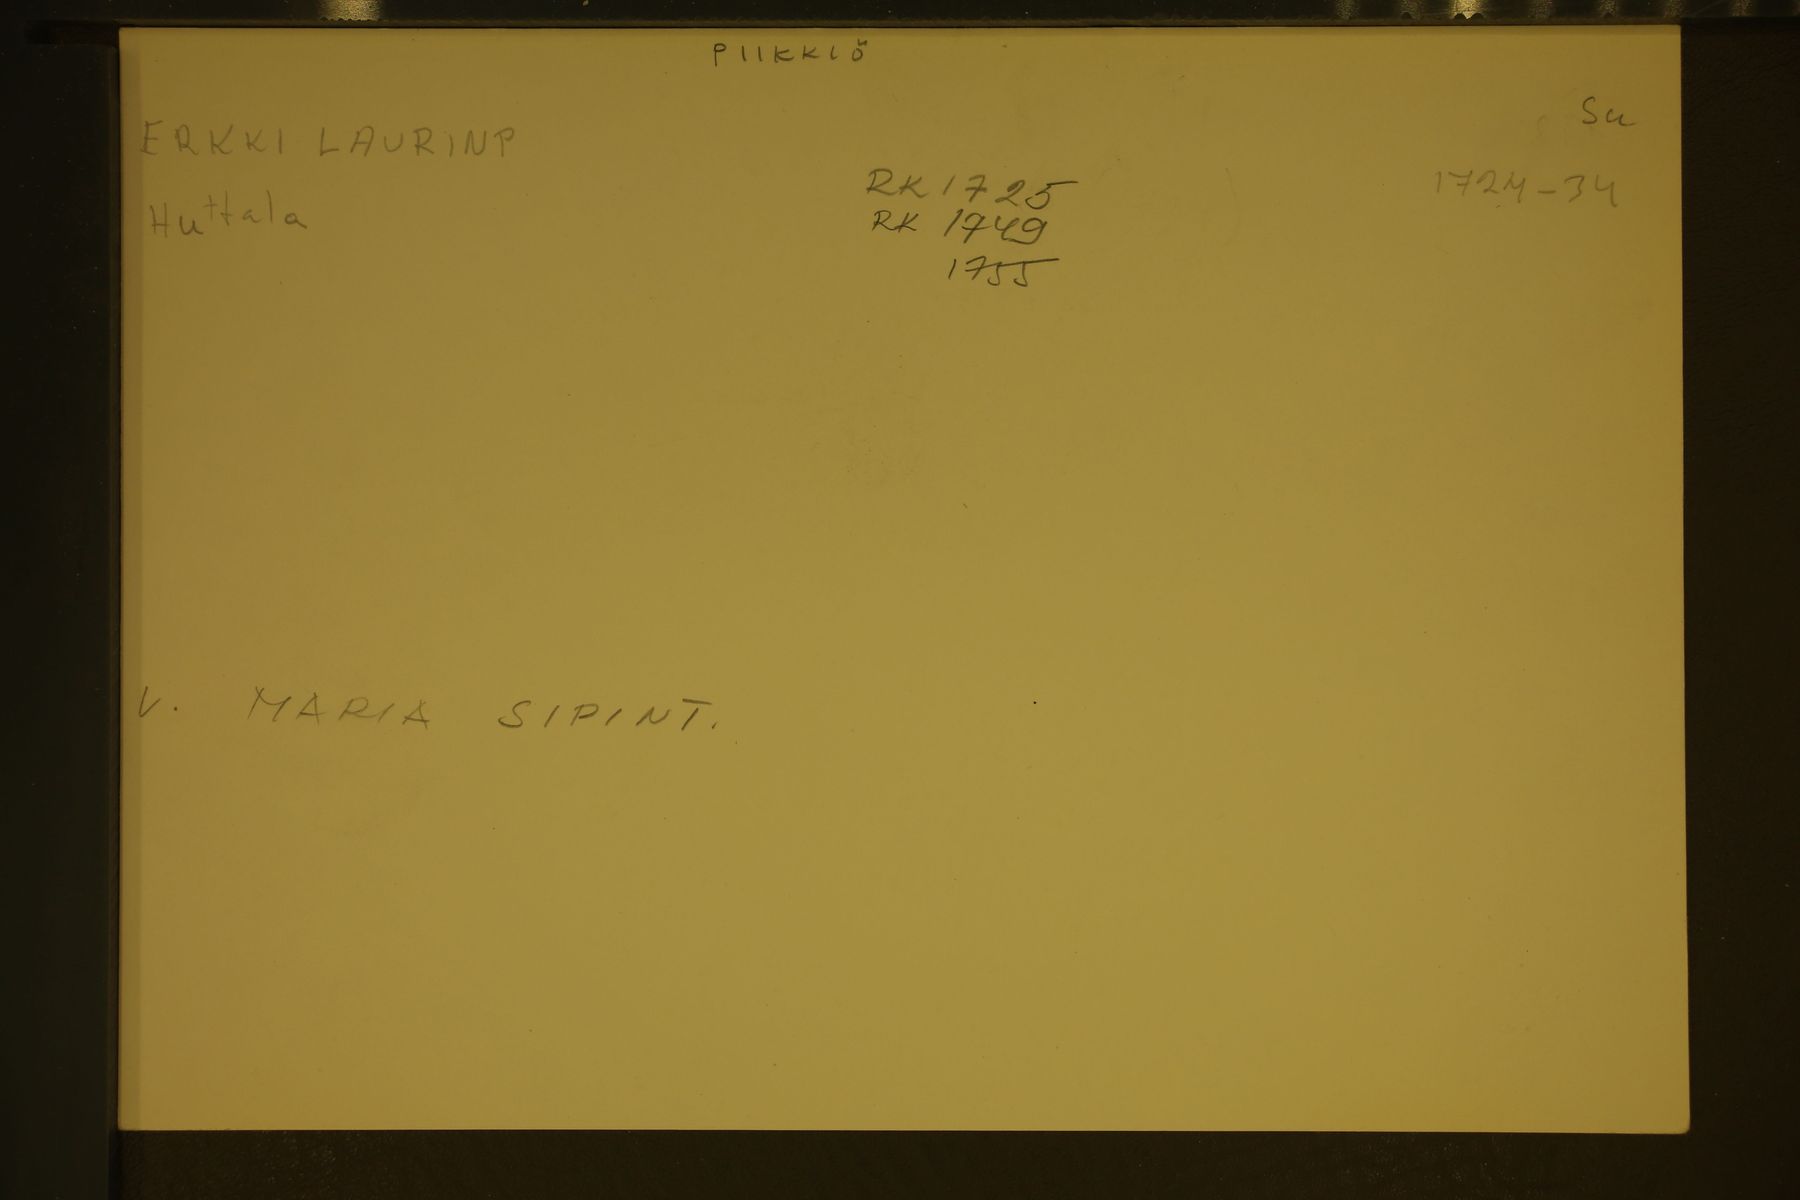 PIIKKIÖ
Su
ERKKI LAURINP
RK 1725
1724-34
Huttala
RK 1749
1755
V. MARIA SIPINT.